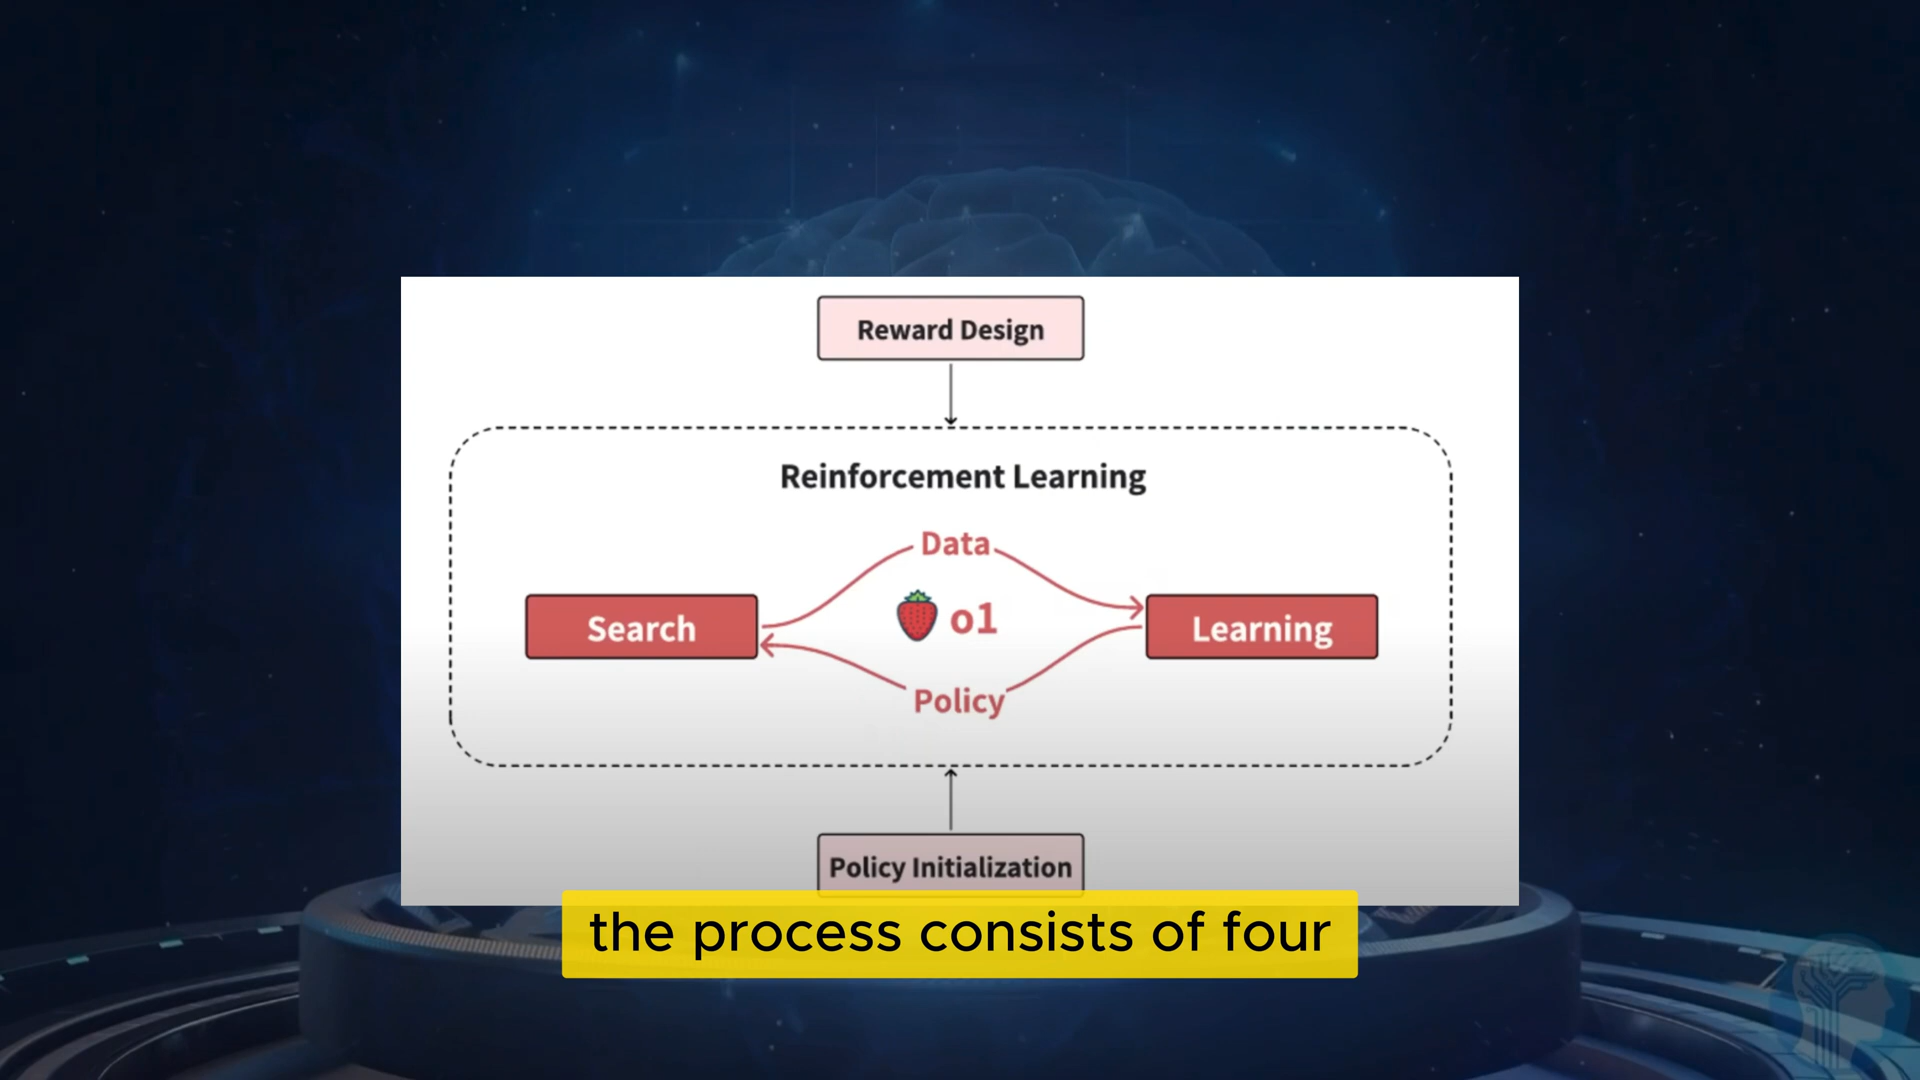 Reward Design
Reinforcement Learning
Data
Search
o1
Learning
Policy
Policy Initialization
the process consists of four